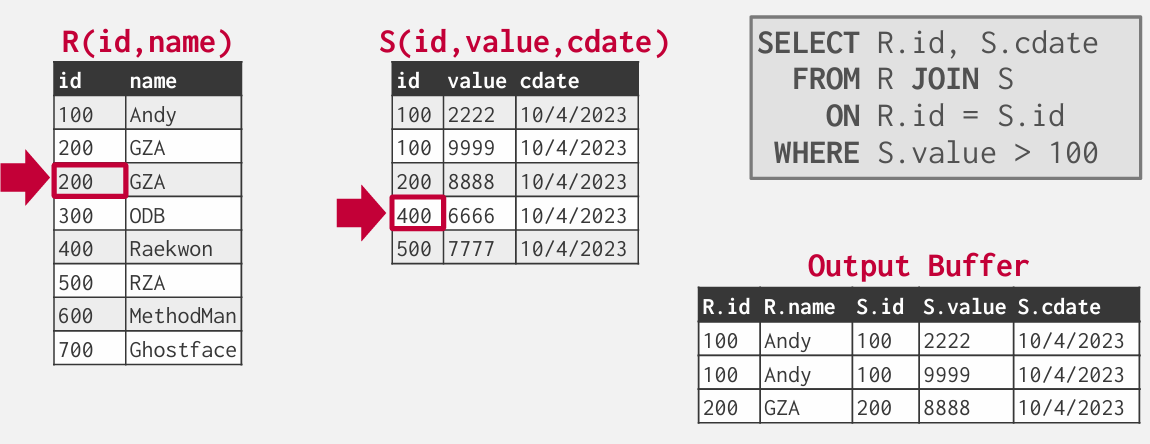 R(id,name)
id name
100 Andy
200 GZA
200 GZA
300 ODB
400 Raekwon
500 RZA
600 MethodMan
700 Ghostface
S(id,value,cdate)
id value cdate
100 2222 10/4/2023
100 9999 10/4/2023
200 8888 10/4/2023
400 6666 10/4/2023
500 7777 10/4/2023
SELECT R.id, S.cdate
FROM R JOIN S
ON R.id = S.id
WHERE S.value > 100
Output Buffer
R.id R.name S.id S.value S.cdate
100 Andy 100 2222 10/4/2023
100 Andy 100 9999 10/4/2023
200 GZA 200 8888 10/4/2023